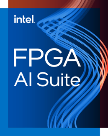 intel.
FPGA
AI Suite